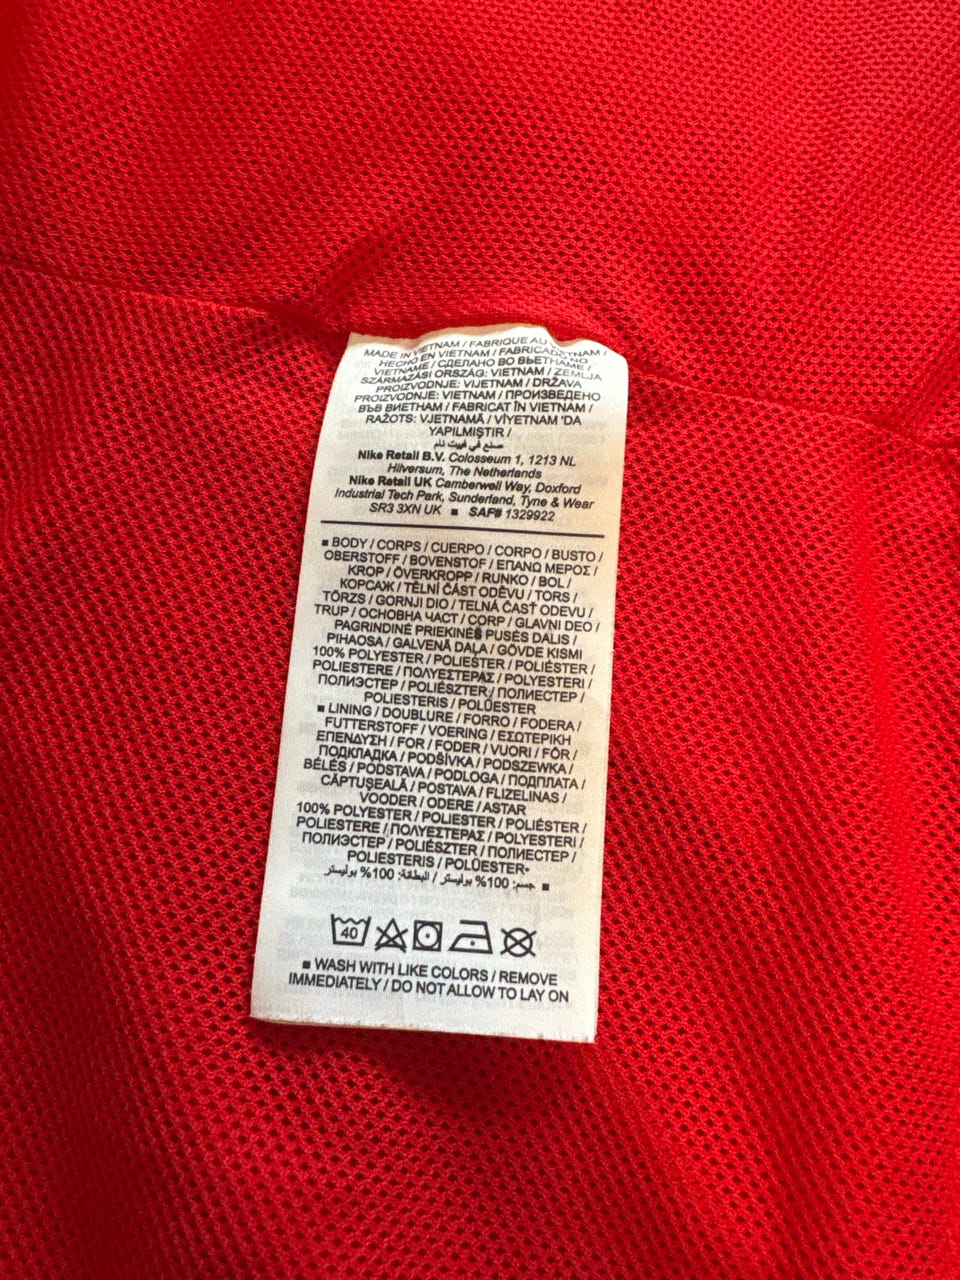 MADE IN VIETNAM / FABRIQUE AU VIETNAM /
HECHO EN VIETNAM / FABRICADO NO
VIETNAME / СДЕЛАНО ВО ВЬЕТНАМЕ /
SZÁRMAZÁSI ORSZÁG: VIETNAM / ZEMLJA
PROIZVODNJE: VIJETNAM / DRŽAVA
PROIZVODNJE: VIETNAM / ПРОИЗВЕДЕНО
ВЪВ ВИЕТНАМ / FABRICAT ÎN VIETNAM /
RAŽOTS: VJETNAMĀ / VİYETNAM 'DA
YAPILMIŞTIR /
صنع في فييت نام
Nike Retail B.V. Colosseum 1, 1213 NL
Hilversum, The Netherlands
Nike Retail UK Camberwell Way, Doxford
Industrial Tech Park, Sunderland, Tyne & Wear
SR3 3XN UK ■ SAF# 1329922
■ BODY / CORPS / CUERPO / CORPO / BUSTO /
OBERSTOFF / BOVENSTOF / ΕΠΑΝΩ ΜΕΡΟΣ /
KROP / ÖVERKROPP / RUNKO / BOL /
КОРСАЖ / TĚLNÍ ČÁST ODĚVU / TORS /
TÖRZS / GORNJI DIO / TELNÁ ČASŤ ODEVU /
TRUP / ОСНОВНА ЧАСТ / CORP / GLAVNI DEO /
PAGRINDINĖ PRIEKINĖS PUSĖS DALIS /
PIHAOSA / GALVENĀ DAĻA / GÖVDE KISMI
100% POLYESTER / POLIESTER / POLIÉSTER /
POLIESTERE / ΠΟΛΥΕΣΤΕΡΑΣ / POLYESTERI /
ПОЛИЭСТЕР / POLIÉSZTER / ПОЛИЕСТЕР /
POLIESTERIS / POLÜESTER
■ LINING / DOUBLURE / FORRO / FODERA /
FUTTERSTOFF / VOERING / ΕΣΩΤΕΡΙΚΗ
ΕΠΕΝΔΥΣΗ / FOR / FODER / VUORI / FÔR /
ПОДКЛАДКА / PODŠÍVKA / PODSZEWKA /
BÉLÉS / PODSTAVA / PODLOGA / ПОДПЛАТА /
CĂPTUŞEALĂ / POSTAVA / FLIZELINAS /
VOODER / ODERE / ASTAR
100% POLYESTER / POLIESTER / POLIÉSTER /
POLIESTERE / ΠΟΛΥΕΣΤΕΡΑΣ / POLYESTERI /
ПОЛИЭСТЕР / POLIÉSZTER / ПОЛИЕСТЕР /
POLIESTERIS / POLÜESTER•
■ جسم: 100% بوليستر / البطانة: 100% بوليستر
40
■ WASH WITH LIKE COLORS / REMOVE
IMMEDIATELY / DO NOT ALLOW TO LAY ON